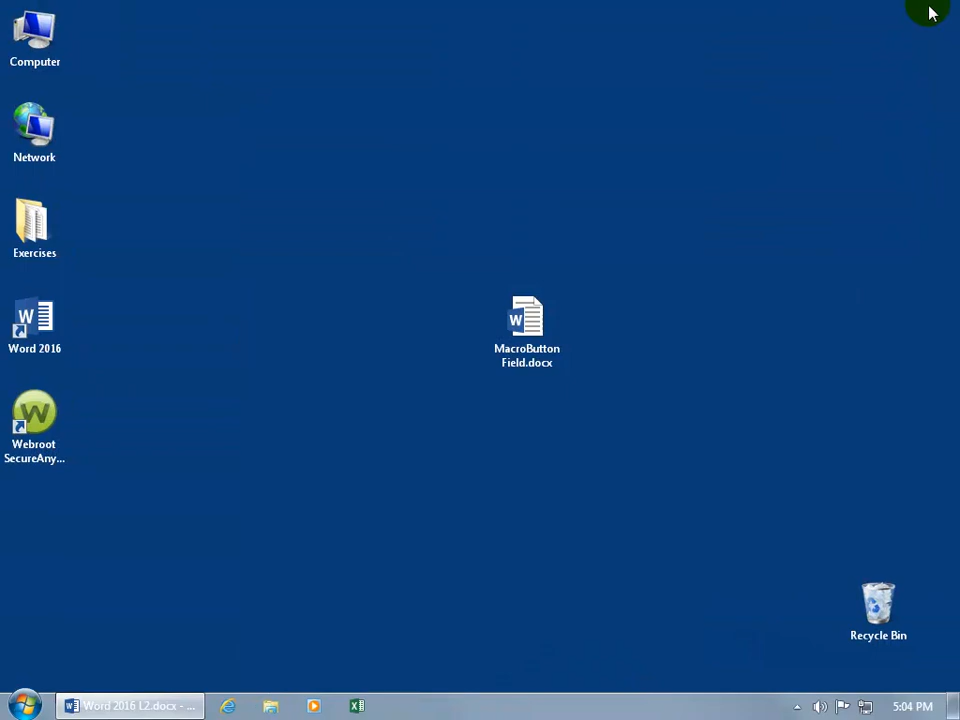 Computer
Network
Exercises
Word 2016
Webroot
SecureAny...
MacroButton
Field.docx
Recycle Bin
Word 2016 L2.docx - ...
5:04 PM